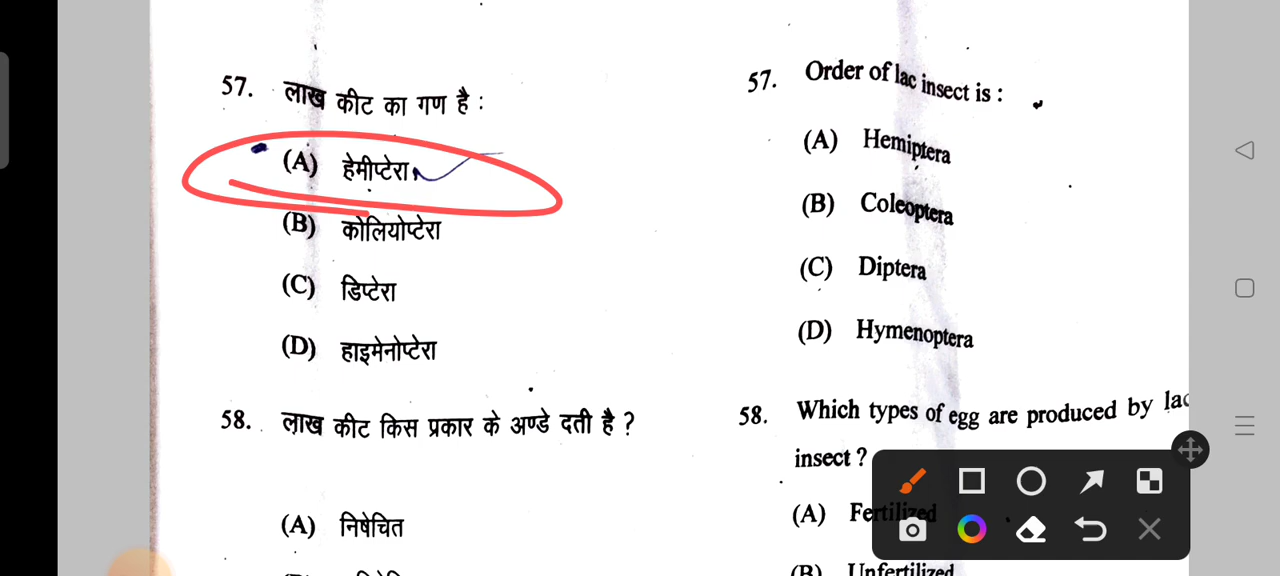 57. लाख कीट का गण है :
(A) हेमीप्टेरा
(B) कोलियोप्टेरा
(C) डिप्टेरा
(D) हाइमेनोप्टेरा
58. लाख कीट किस प्रकार के अण्डे दती है ?
(A) निषेचित
57. Order of lac insect is :
(A) Hemiptera
(B) Coleoptera
(C) Diptera
(D) Hymenoptera
58. Which types of egg are produced by lac
insect ?
(A) Fertilized
(B) Unfertilized